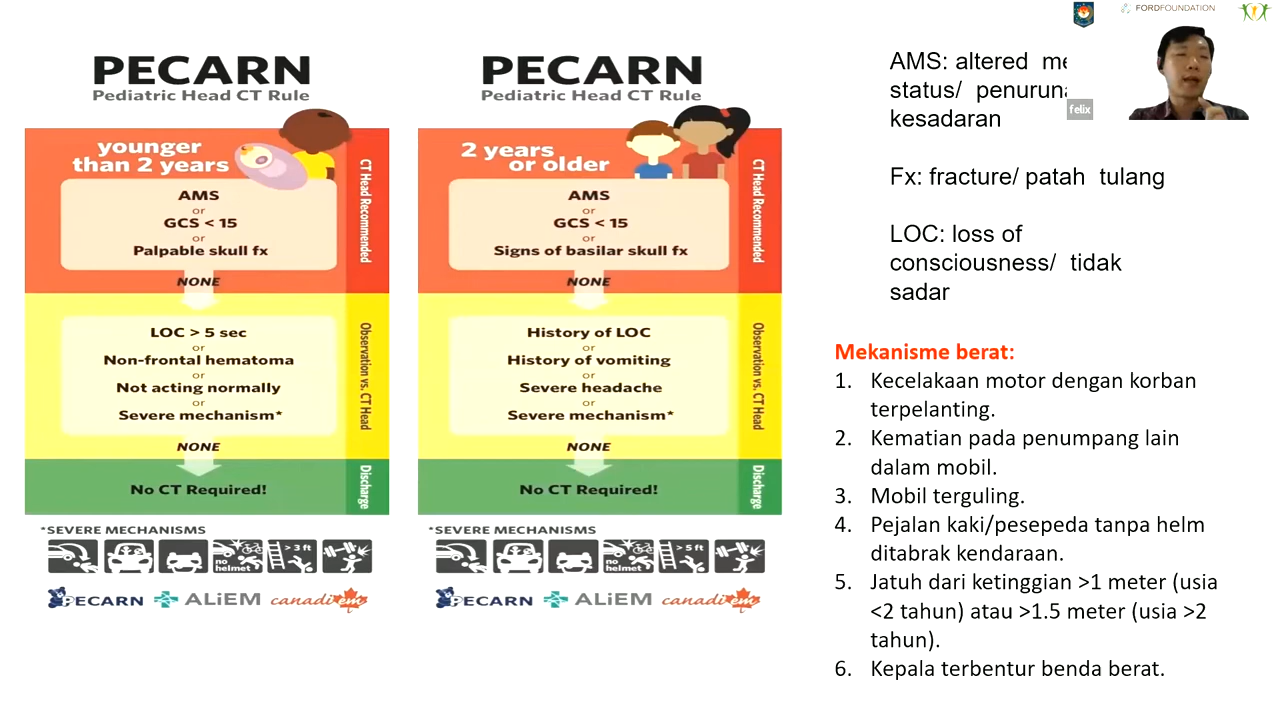 FORDFOUNDATION
PECARN
Pediatric Head CT Rule
younger
than 2 years
CT Head Recommended
AMS
or
GCS < 15
or
Palpable skull fx
NONE
Observation vs. CT Head
LOC > 5 sec
or
Non-frontal hematoma
or
Not acting normally
or
Severe mechanism*
NONE
Discharge
No CT Required!
*SEVERE MECHANISMS
no
helmet
>3 ft
PECARN
ALiEM
canadiem
PECARN
Pediatric Head CT Rule
2 years
or older
CT Head Recommended
AMS
or
GCS < 15
or
Signs of basilar skull fx
NONE
Observation vs. CT Head
History of LOC
or
History of vomiting
or
Severe headache
or
Severe mechanism*
NONE
Discharge
No CT Required!
*SEVERE MECHANISMS
no
helmet
>5 ft
PECARN
ALiEM
canadiem
AMS: altered
status/
kesadaran
felix
Fx: fracture/ patah tulang
LOC: loss of
consciousness/ tidak
sadar
Mekanisme berat:
1. Kecelakaan motor dengan korban
terpelanting.
2. Kematian pada penumpang lain
dalam mobil.
3. Mobil terguling.
4. Pejalan kaki/pesepeda tanpa helm
ditabrak kendaraan.
5. Jatuh dari ketinggian >1 meter (usia
<2 tahun) atau >1.5 meter (usia >2
tahun).
6. Kepala terbentur benda berat.